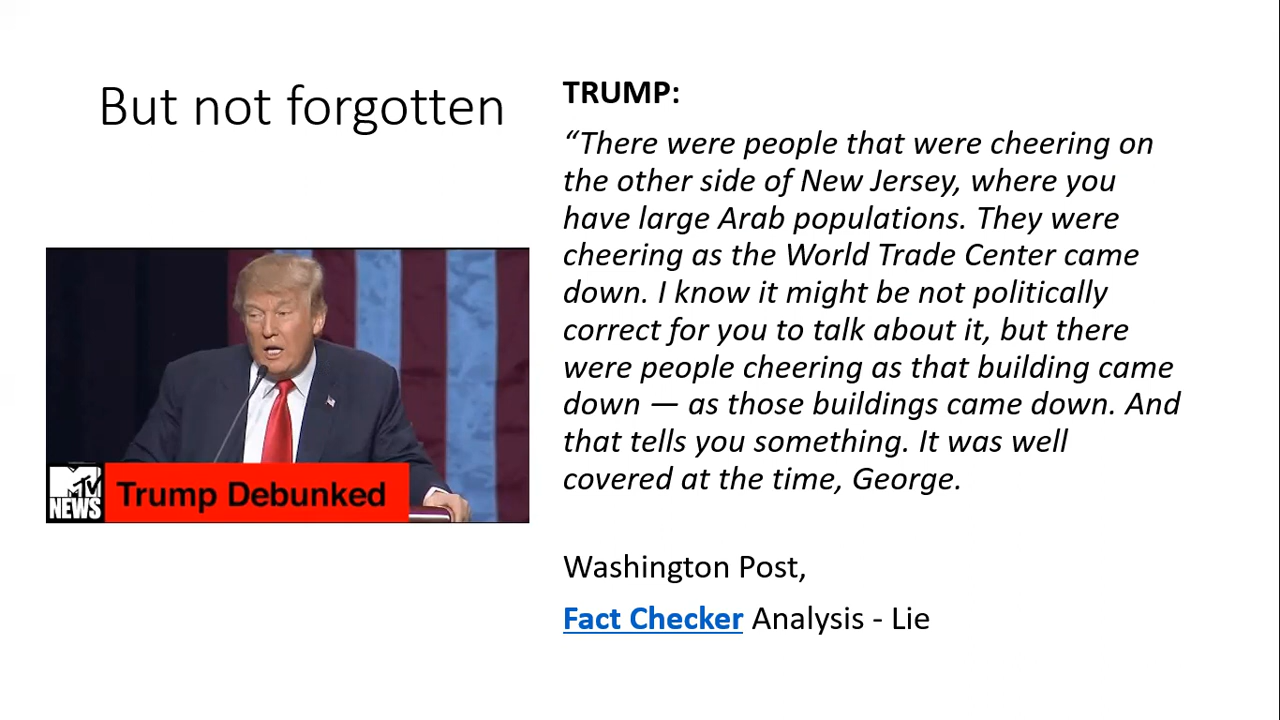 But not forgotten
TRUMP:
“There were people that were cheering on
the other side of New Jersey, where you
have large Arab populations. They were
cheering as the World Trade Center came
down. I know it might be not politically
correct for you to talk about it, but there
were people cheering as that building came
down — as those buildings came down. And
that tells you something. It was well
covered at the time, George.
MTV
NEWS
Trump Debunked
Washington Post,
Fact Checker Analysis - Lie